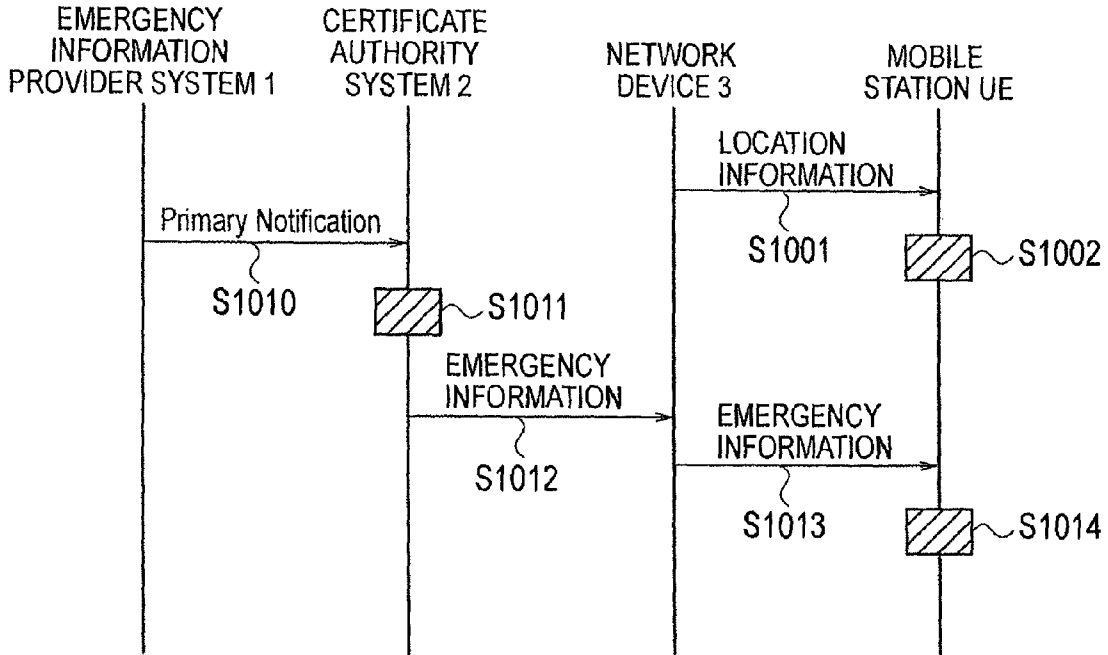 EMERGENCY
INFORMATION
PROVIDER SYSTEM 1
CERTIFICATE
AUTHORITY
SYSTEM 2
NETWORK
DEVICE 3
MOBILE
STATION UE
LOCATION
INFORMATION
S1001
S1002
Primary Notification
S1010
S1011
EMERGENCY
INFORMATION
S1012
EMERGENCY
INFORMATION
S1013
S1014